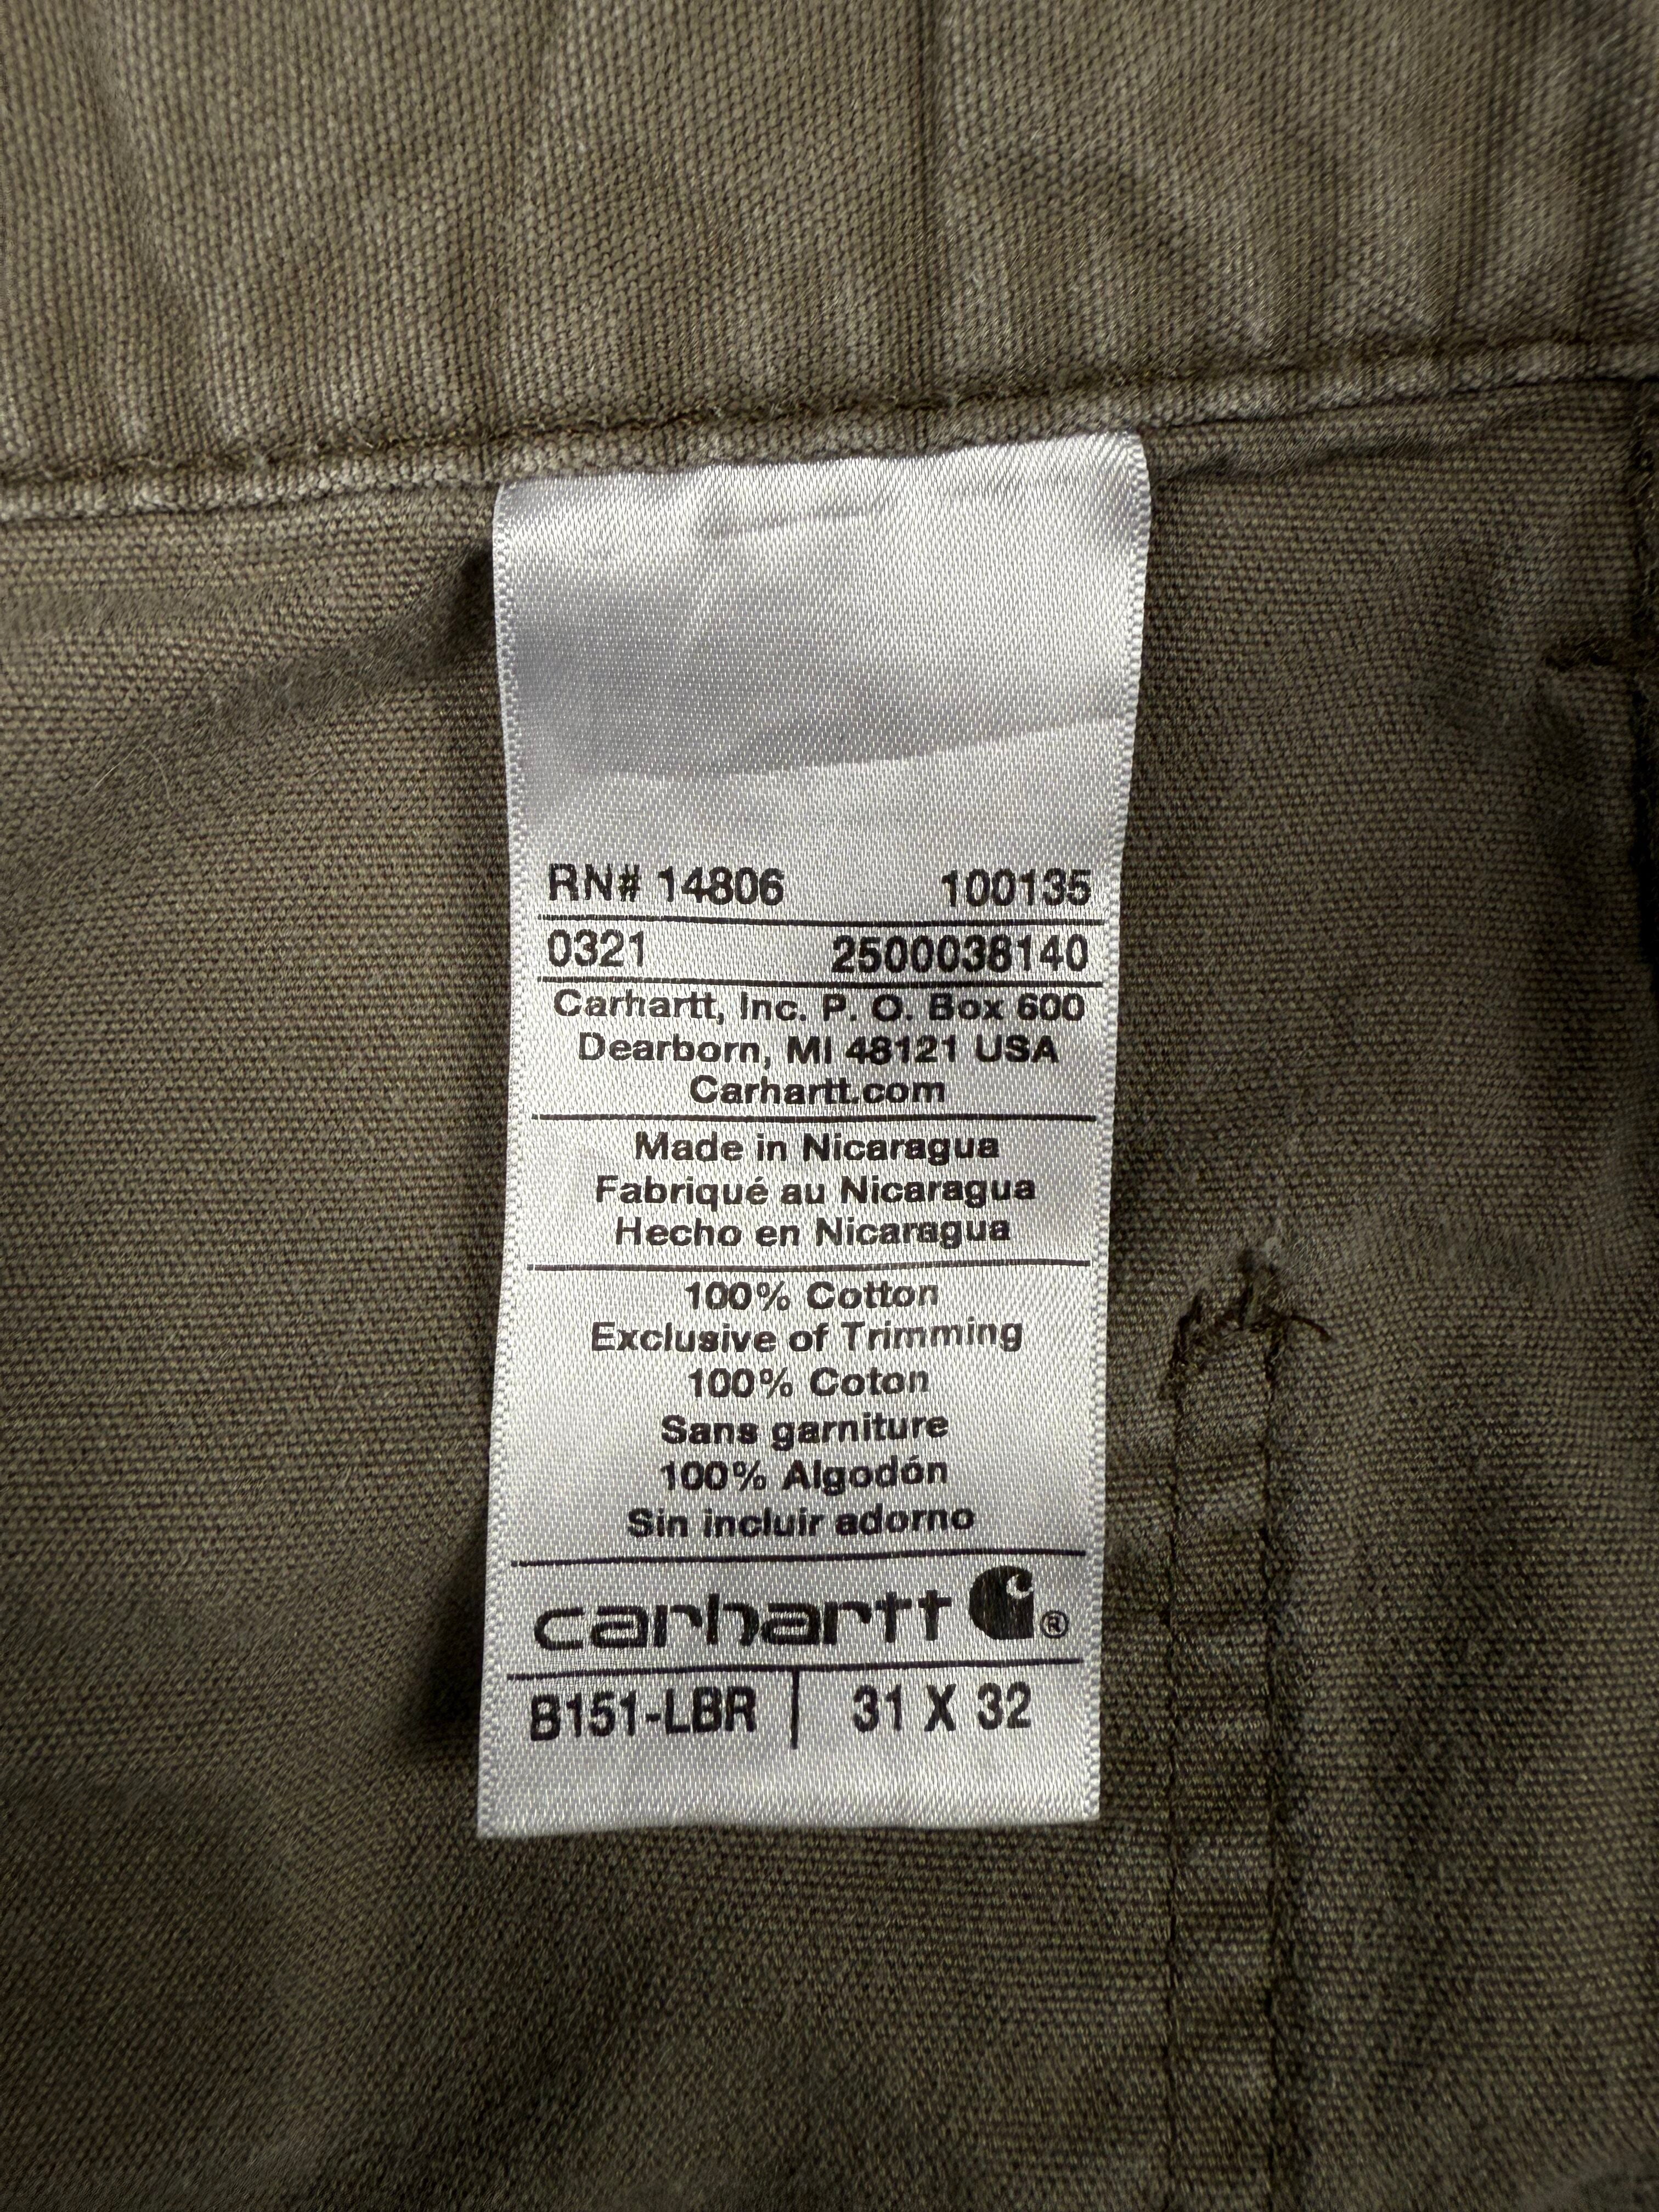 RN# 14806 100135
0321 2500038140
Carhartt, Inc. P. O. Box 600
Dearborn, MI 48121 USA
Carhartt.com
Made in Nicaragua
Fabriqué au Nicaragua
Hecho en Nicaragua
100% Cotton
Exclusive of Trimming
100% Coton
Sans garniture
100% Algodón
Sin incluir adorno
carhartt ®
B151-LBR | 31 X 32